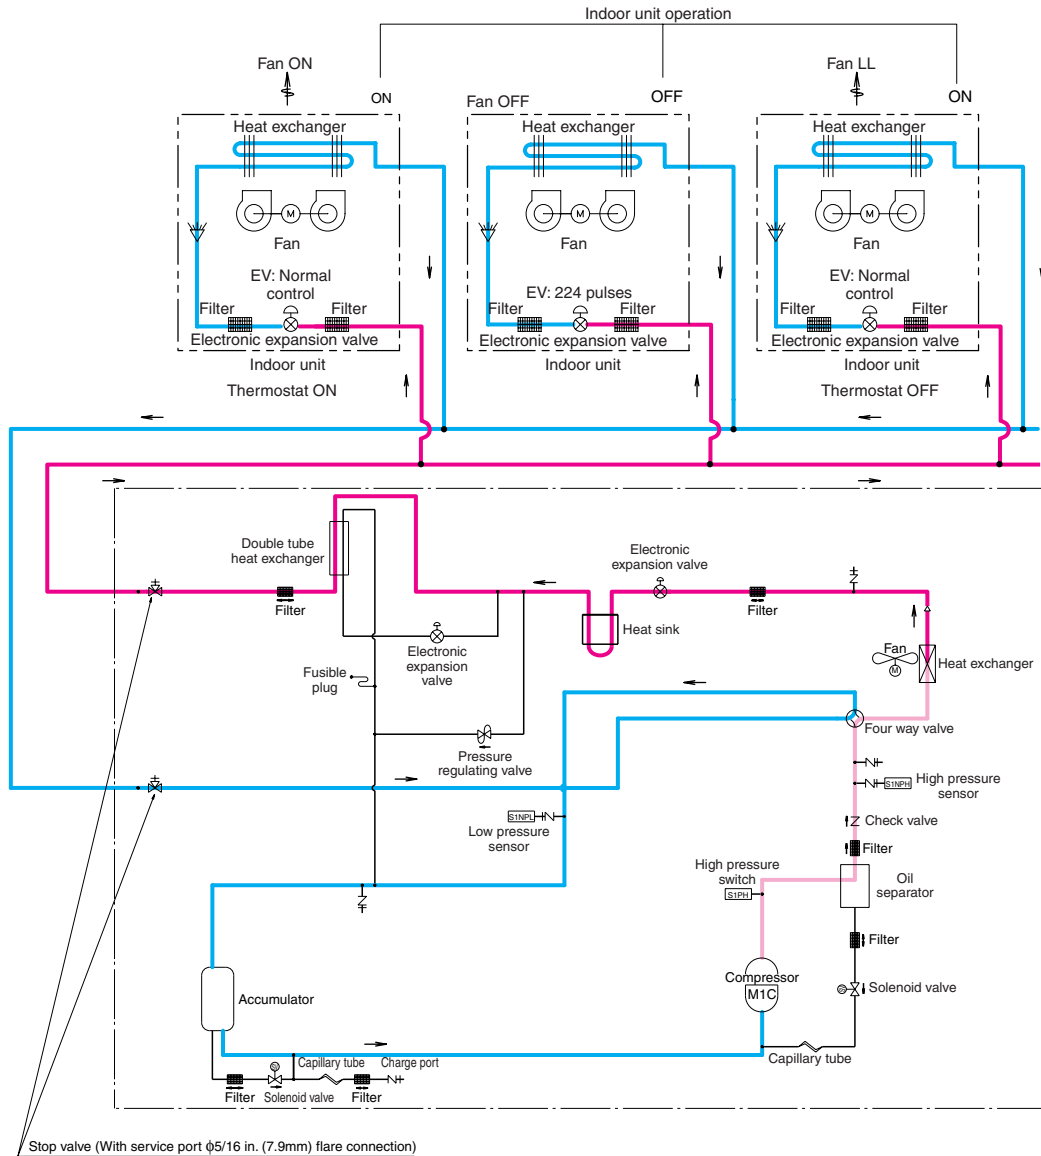 Indoor unit operation
Fan ON
ON
Fan OFF
OFF
Fan LL
ON
Heat exchanger
Heat exchanger
Heat exchanger
M
M
M
Fan
Fan
Fan
EV: Normal
control
EV: 224 pulses
EV: Normal
control
Filter
Filter
Filter
Filter
Filter
Filter
Electronic expansion valve
Electronic expansion valve
Electronic expansion valve
Indoor unit
Indoor unit
Indoor unit
Thermostat ON
Thermostat OFF
Double tube
heat exchanger
Electronic
expansion valve
Filter
Filter
Heat sink
Fan
M
Heat exchanger
Electronic
expansion
valve
Fusible
plug
Four way valve
Pressure
regulating valve
S1NPH
High pressure
sensor
S1NPL
Low pressure
sensor
Check valve
Filter
High pressure
switch
S1PH
Oil
separator
Filter
Compressor
M1C
Solenoid valve
Accumulator
Capillary tube
Capillary tube
Charge port
Filter
Solenoid valve
Filter
Stop valve (With service port ϕ5/16 in. (7.9mm) flare connection)